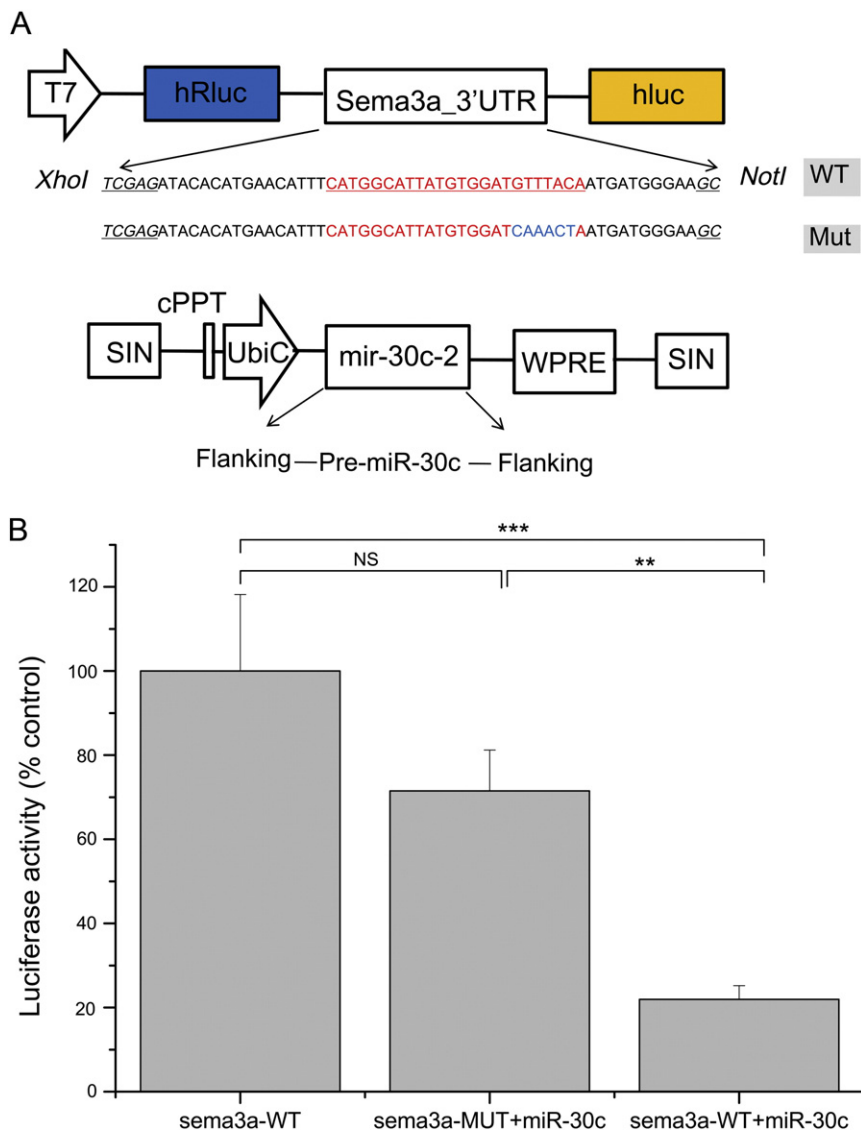 A
T7 hRluc Sema3a_3'UTR hluc
XhoI TCGAGATACACATGAACATTTCATGGCATTATGTGGATGTTTACAATGATGGGAAGC NotI WT
TCGAGATACACATGAACATTTCATGGCATTATGTGGATCAAACTAATGATGGGAAGC Mut
cPPT
SIN UbiC mir-30c-2 WPRE SIN
Flanking — Pre-miR-30c — Flanking
B
***
NS **
Luciferase activity (% control)
120
100
80
60
40
20
0
sema3a-WT sema3a-MUT+miR-30c sema3a-WT+miR-30c